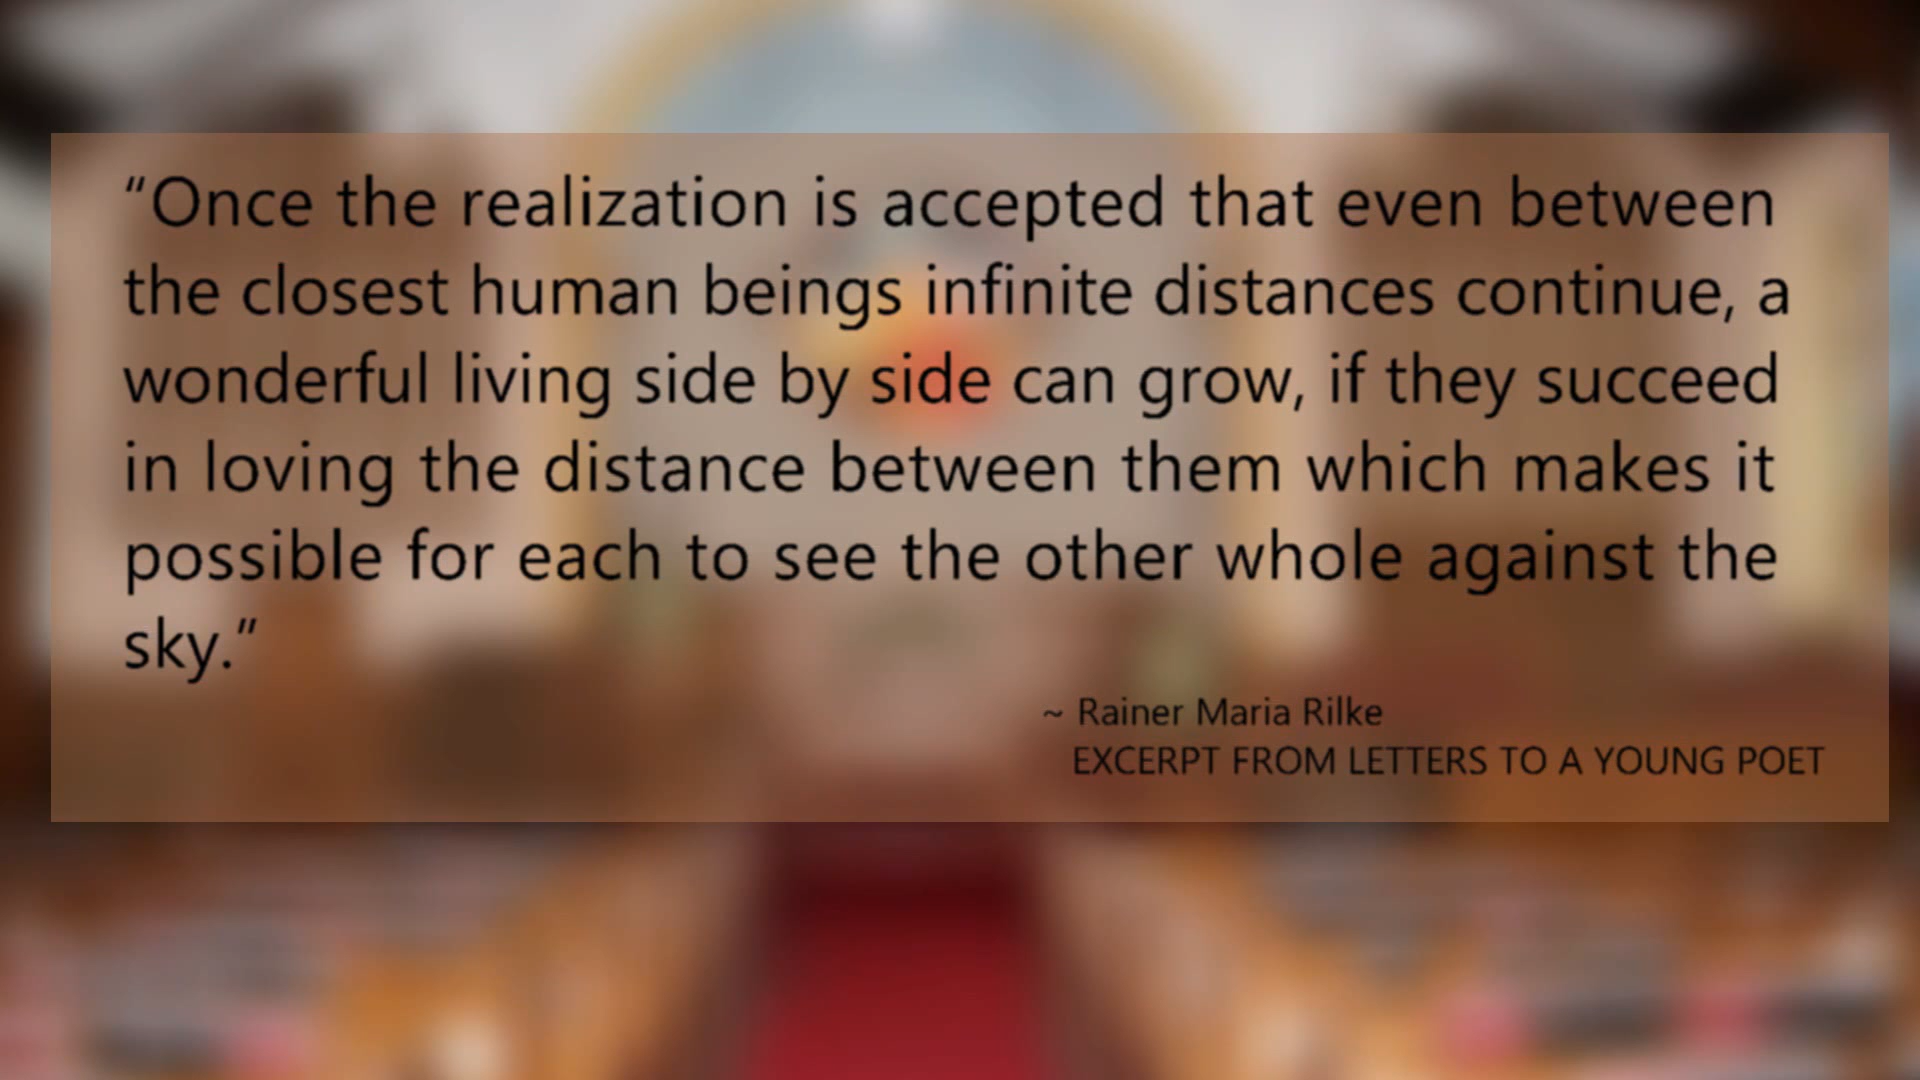 “Once the realization is accepted that even between
the closest human beings infinite distances continue, a
wonderful living side by side can grow, if they succeed
in loving the distance between them which makes it
possible for each to see the other whole against the
sky.”
~ Rainer Maria Rilke
EXCERPT FROM LETTERS TO A YOUNG POET